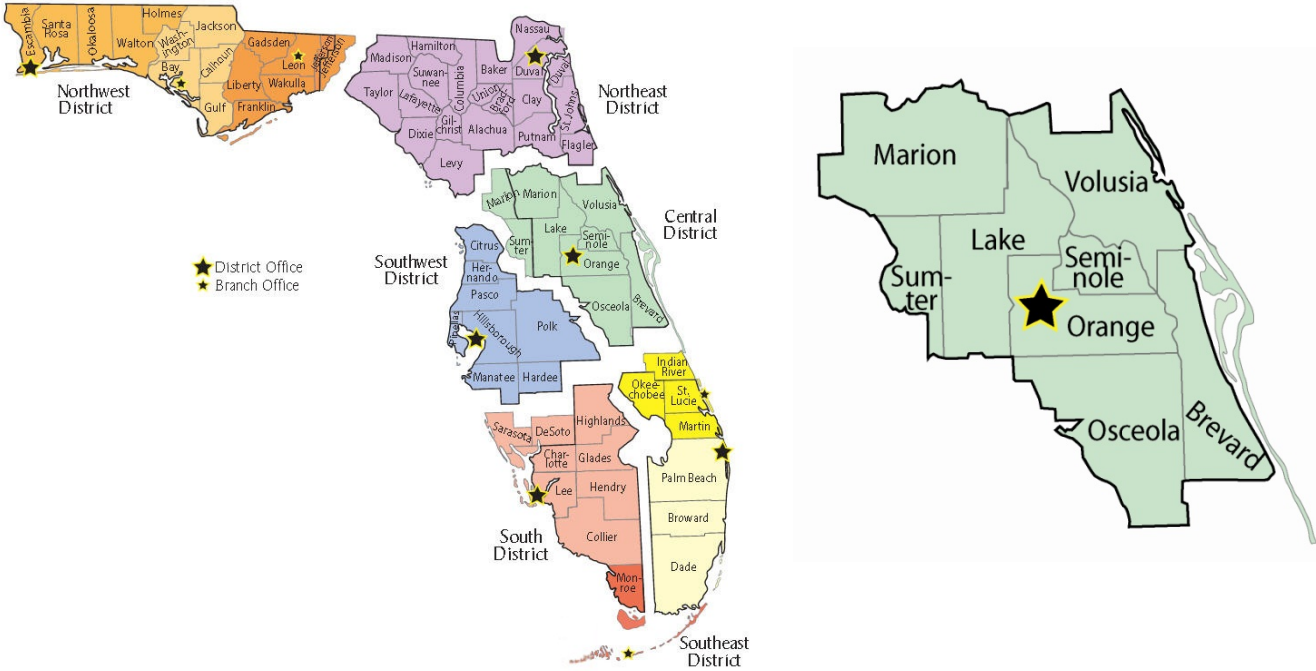 Escambia
Santa
Rosa
Okaloosa
Walton
Holmes
Wash-
ington
Jackson
Bay
Calhoun
Gulf
Gadsden
Liberty
Franklin
Leon
Wakulla
Jefferson
Jefferson
Northwest
District
Nassau
Hamilton
Madison
Suwan-
nee
Columbia
Baker
Duval
Duval
Taylor
Lafayette
Union
Brad-
ford
Clay
St. Johns
Dixie
Gil-
christ
Alachua
Putnam
Flagler
Levy
Northeast
District
Marion
Marion
Volusia
Sum-
ter
Lake
Semi-
nole
Orange
Osceola
Brevard
Central
District
District Office
Branch Office
Southwest
District
Citrus
Her-
nando
Pasco
Pinellas
Hillsborough
Polk
Manatee
Hardee
Indian
River
Okee-
chobee
St.
Lucie
Martin
Palm Beach
Broward
Dade
Sarasota
DeSoto
Highlands
Char-
lotte
Glades
Lee
Hendry
Collier
Mon-
roe
South
District
Southeast
District
Marion
Volusia
Lake
Sum-
ter
Semi-
nole
Orange
Osceola
Brevard